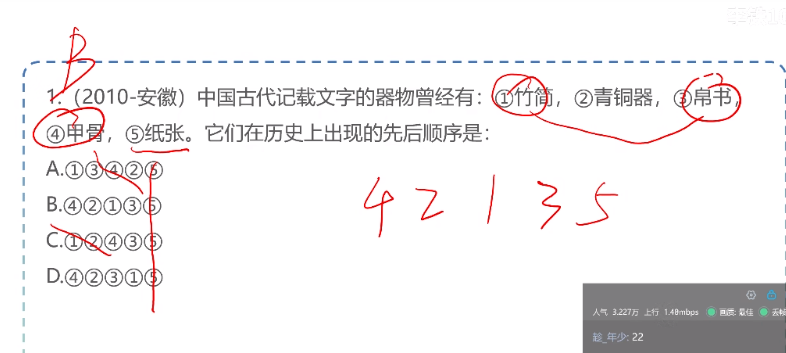 B
1.（2010-安徽）中国古代记载文字的器物曾经有：①竹简，②青铜器，③帛书，
④甲骨，⑤纸张。它们在历史上出现的先后顺序是：
A.①③④②⑤
B.④②①③⑤
C.①②④③⑤
D.④②③①⑤
4 2 1 3 5
人气 3.227万 上行 1.48mbps 画质: 最佳 丢帧
趁_年少: 22